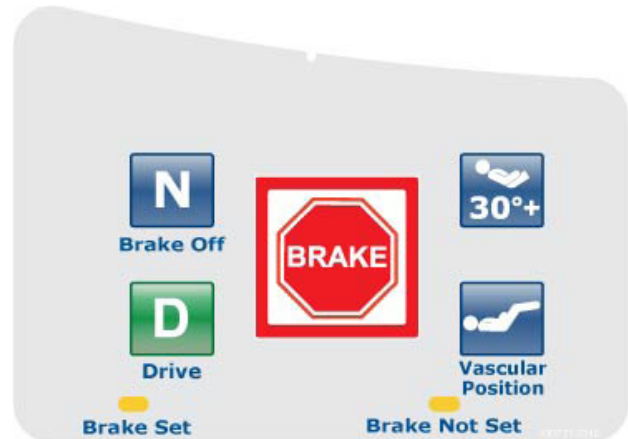 N
Brake Off
BRAKE
30°+
D
Drive
Vascular
Position
Brake Set
Brake Not Set